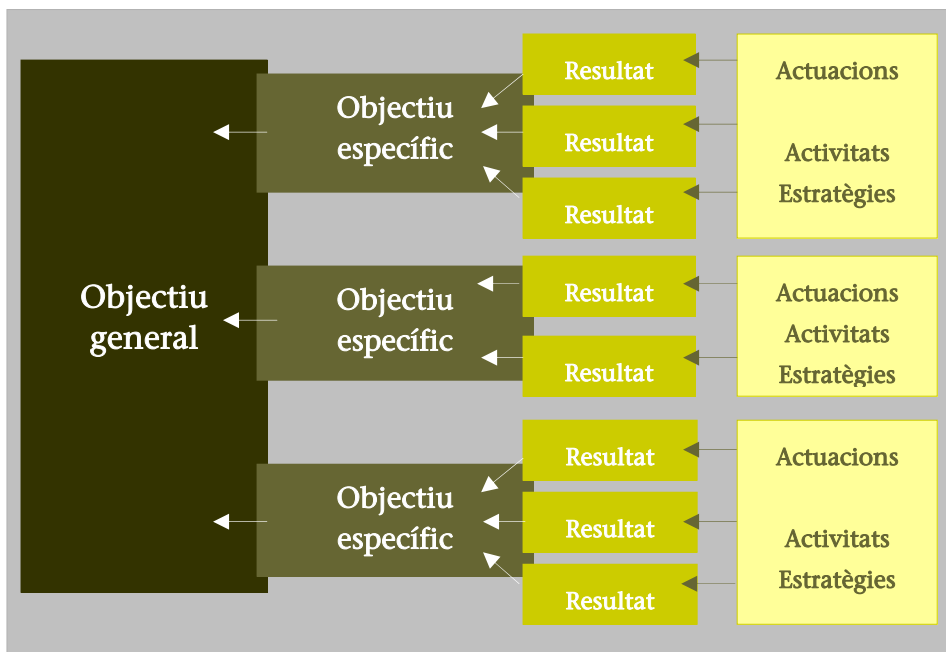 Objectiu
general
Objectiu
específic
Resultat
Resultat
Resultat
Actuacions
Activitats
Estratègies
Objectiu
específic
Resultat
Resultat
Actuacions
Activitats
Estratègies
Objectiu
específic
Resultat
Resultat
Resultat
Actuacions
Activitats
Estratègies